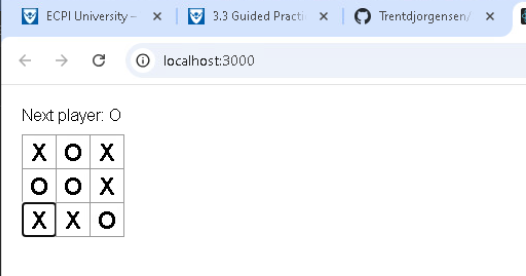 ECPI University –
3.3 Guided Practi
Trentdjorgensen/
localhost:3000
Next player: O
X O X
O O X
X X O